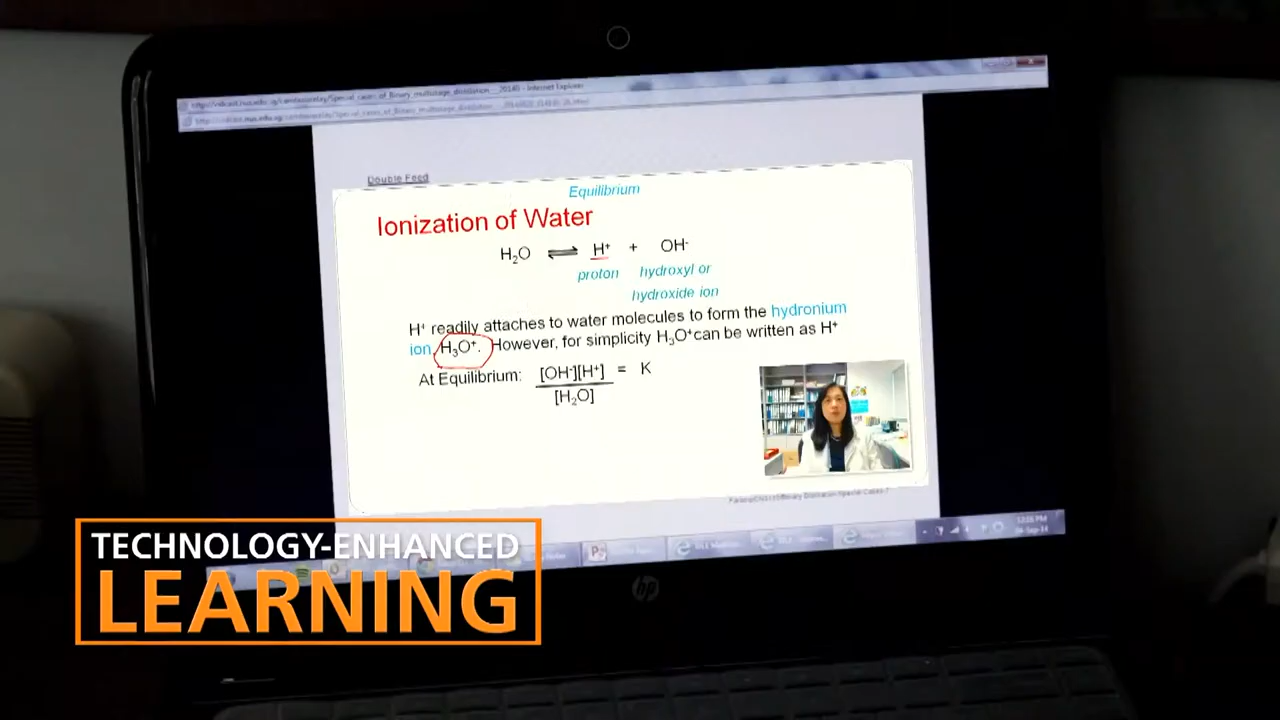 Double Feed
Equilibrium
Ionization of Water
H₂O ⇌ H⁺ + OH⁻
proton hydroxyl or
hydroxide ion
H⁺ readily attaches to water molecules to form the hydronium
ion, H₃O⁺. However, for simplicity H₃O⁺ can be written as H⁺
At Equilibrium: [OH⁻][H⁺] = K
[H₂O]
TECHNOLOGY-ENHANCED
LEARNING
hp